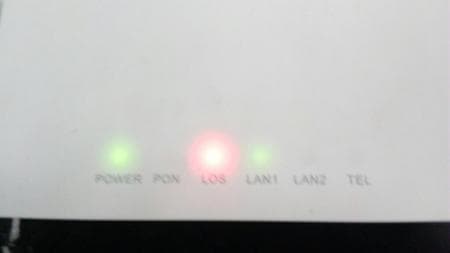 POWER PON LOS LAN1 LAN2 TEL